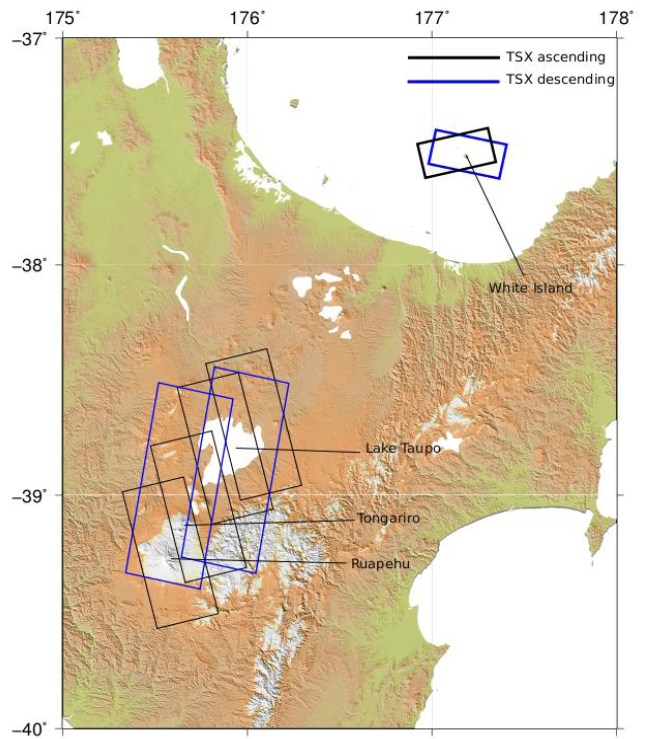 175˚ 176˚ 177˚ 178˚
−37˚
TSX ascending
TSX descending
−38˚
White Island
Lake Taupo
−39˚
Tongariro
Ruapehu
−40˚